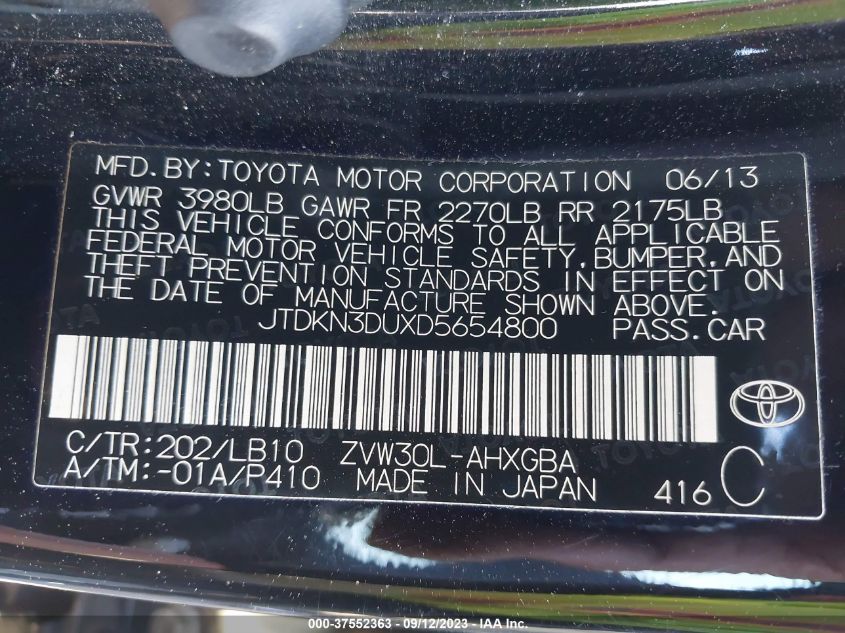 MFD.BY:TOYOTA MOTOR CORPORATION 06/13
GVWR 3980LB GAWR FR 2270LB RR 2175LB
THIS VEHICLE CONFORMS TO ALL APPLICABLE
FEDERAL MOTOR VEHICLE SAFETY,BUMPER,AND
THEFT PREVENTION STANDARDS IN EFFECT ON
THE DATE OF MANUFACTURE SHOWN ABOVE.
JTDKN3DUXD5654800 PASS.CAR
C/TR:202/LB10 ZVW30L-AHXGBA
A/TM:-01A/P410 MADE IN JAPAN 416 C
000-37552363 - 09/12/2023 - IAA Inc.